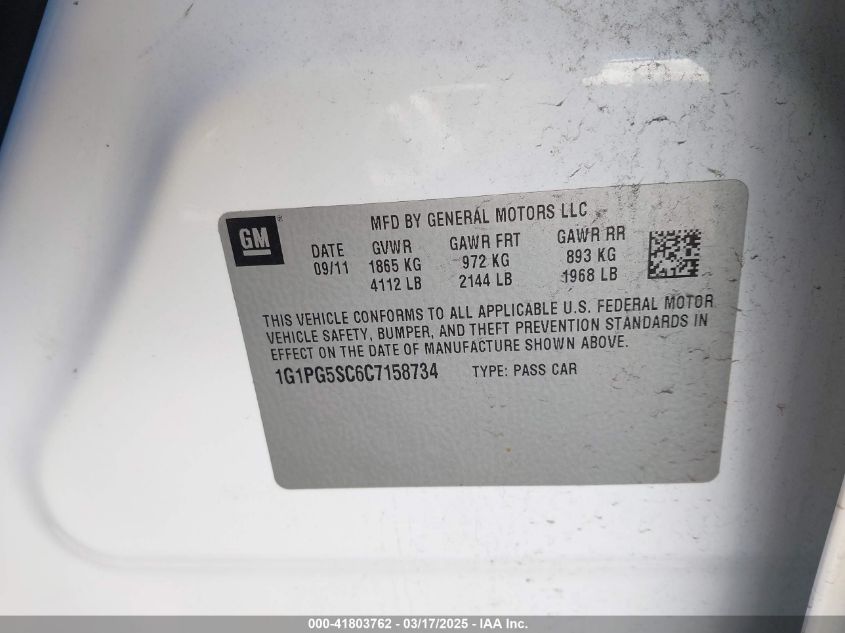 GM
MFD BY GENERAL MOTORS LLC
DATE GVWR GAWR FRT GAWR RR
09/11 1865 KG 972 KG 893 KG
4112 LB 2144 LB 1968 LB
THIS VEHICLE CONFORMS TO ALL APPLICABLE U.S. FEDERAL MOTOR
VEHICLE SAFETY, BUMPER, AND THEFT PREVENTION STANDARDS IN
EFFECT ON THE DATE OF MANUFACTURE SHOWN ABOVE.
1G1PG5SC6C7158734 TYPE: PASS CAR
000-41803762 - 03/17/2025 - IAA Inc.